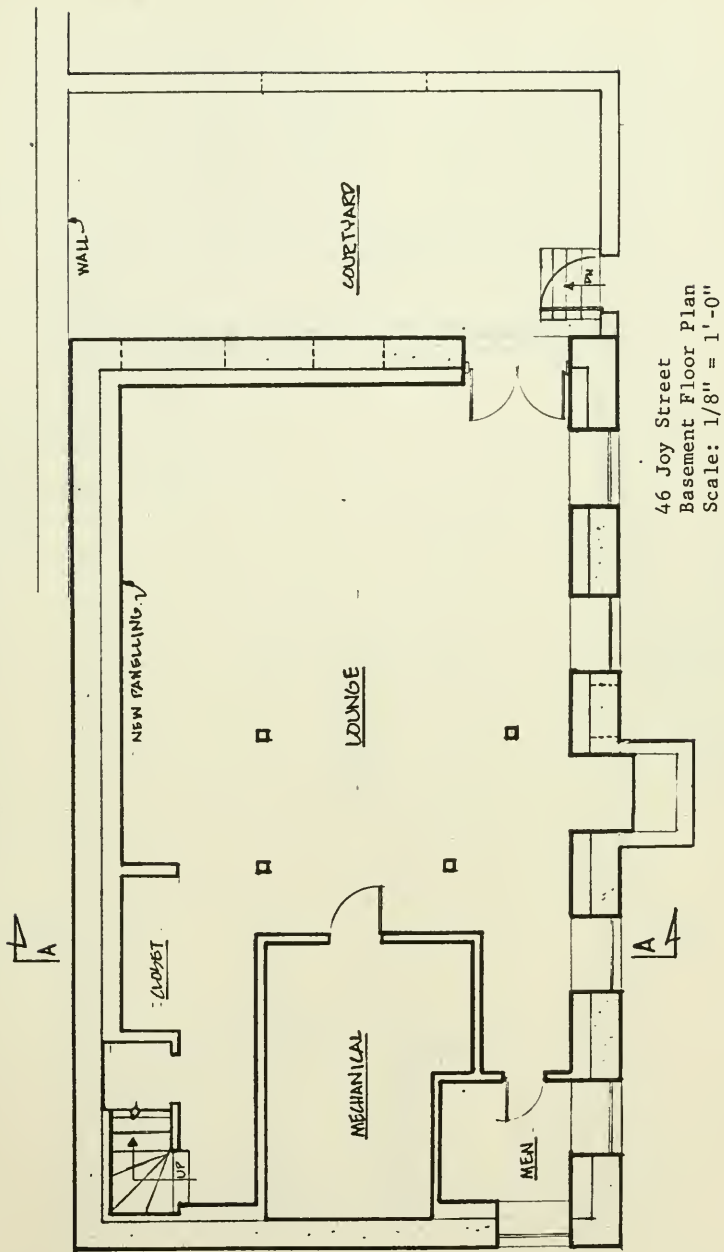 WALL
COURTYARD
DN
NEW PANELLING
LOUNGE
A
CLOSET
A
MECHANICAL
UP
MEN
46 Joy Street
Basement Floor Plan
Scale: 1/8" = 1'-0"